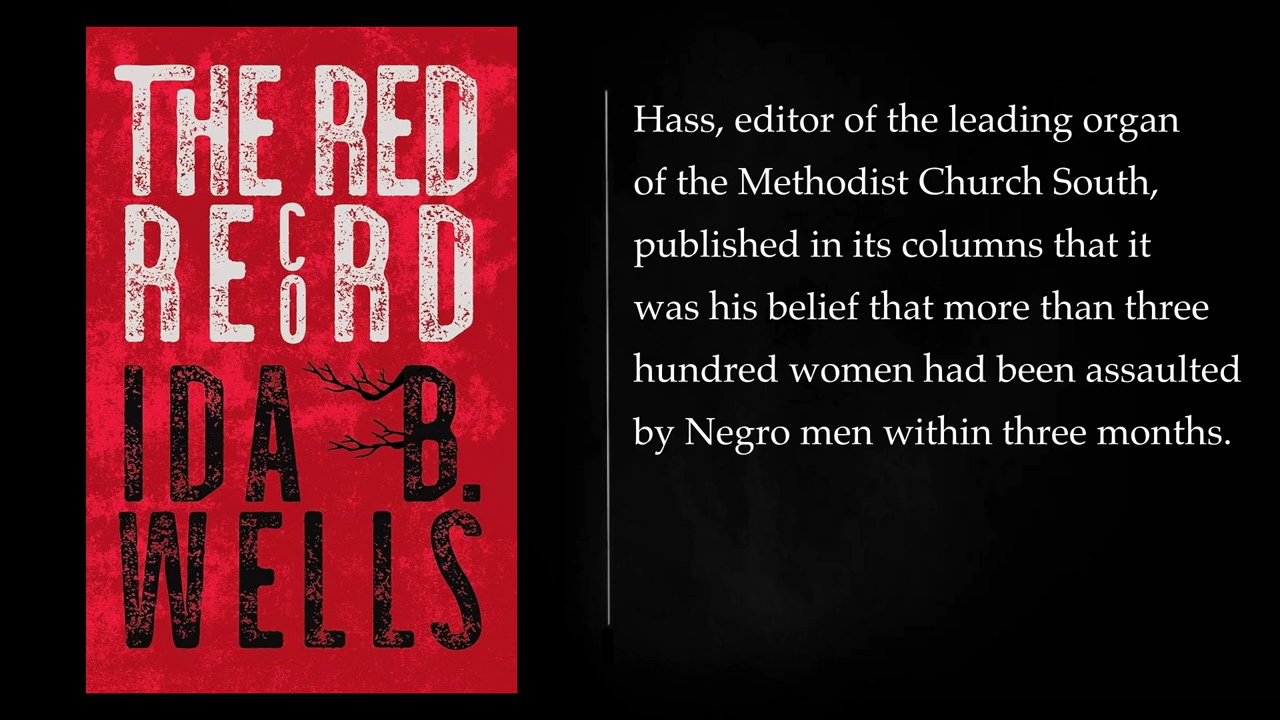 THE RED
RECORD
IDA B.
WELLS
Hass, editor of the leading organ
of the Methodist Church South,
published in its columns that it
was his belief that more than three
hundred women had been assaulted
by Negro men within three months.